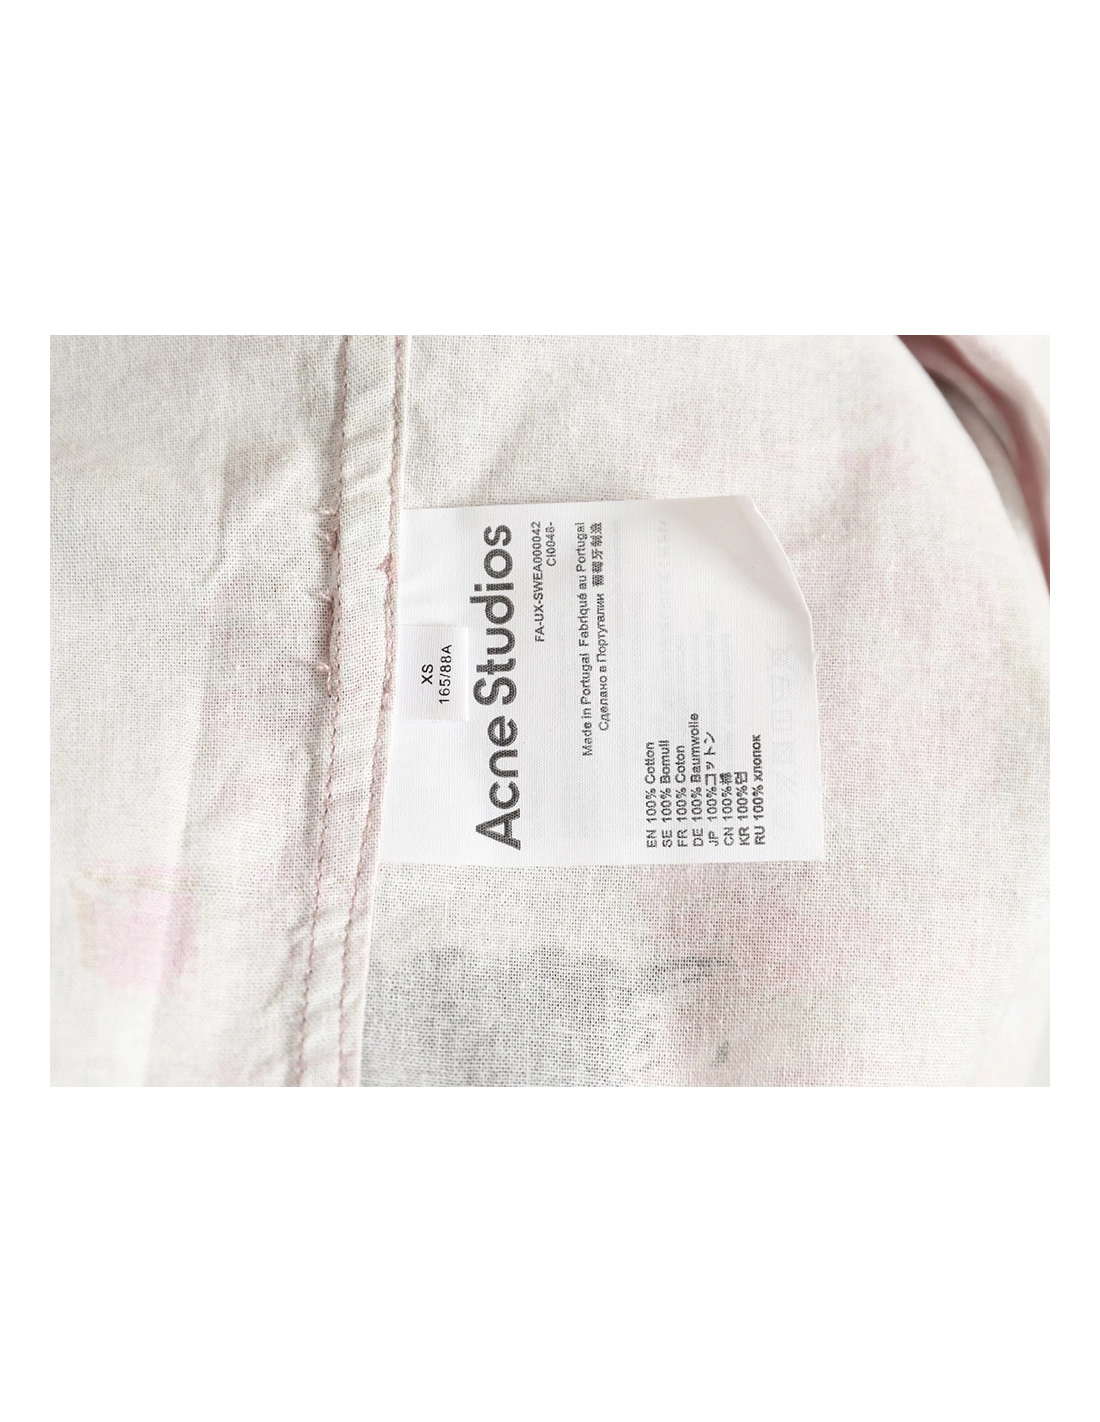 XS
165/88A
Acne Studios
FA-UX-SWEA000042
CI0048-
Made in Portugal Fabriqué au Portugal
Сделано в Португалии 葡萄牙制造
EN 100% Cotton
SE 100% Bomull
FR 100% Coton
DE 100% Baumwolle
JP 100%コットン
CN 100%棉
KR 100%면
RU 100% хлопок